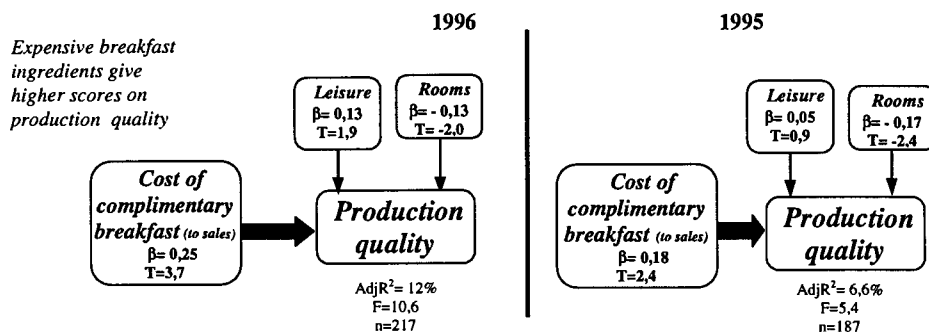 1996
Expensive breakfast
ingredients give
higher scores on
production quality
Leisure
β= 0,13
T=1,9
Rooms
β= - 0,13
T= -2,0
Cost of
complimentary
breakfast (to sales)
β= 0,25
T=3,7
Production
quality
AdjR²= 12%
F=10,6
n=217
1995
Leisure
β= 0,05
T=0,9
Rooms
β= - 0,17
T= -2,4
Cost of
complimentary
breakfast (to sales)
β= 0,18
T=2,4
Production
quality
AdjR²= 6,6%
F=5,4
n=187